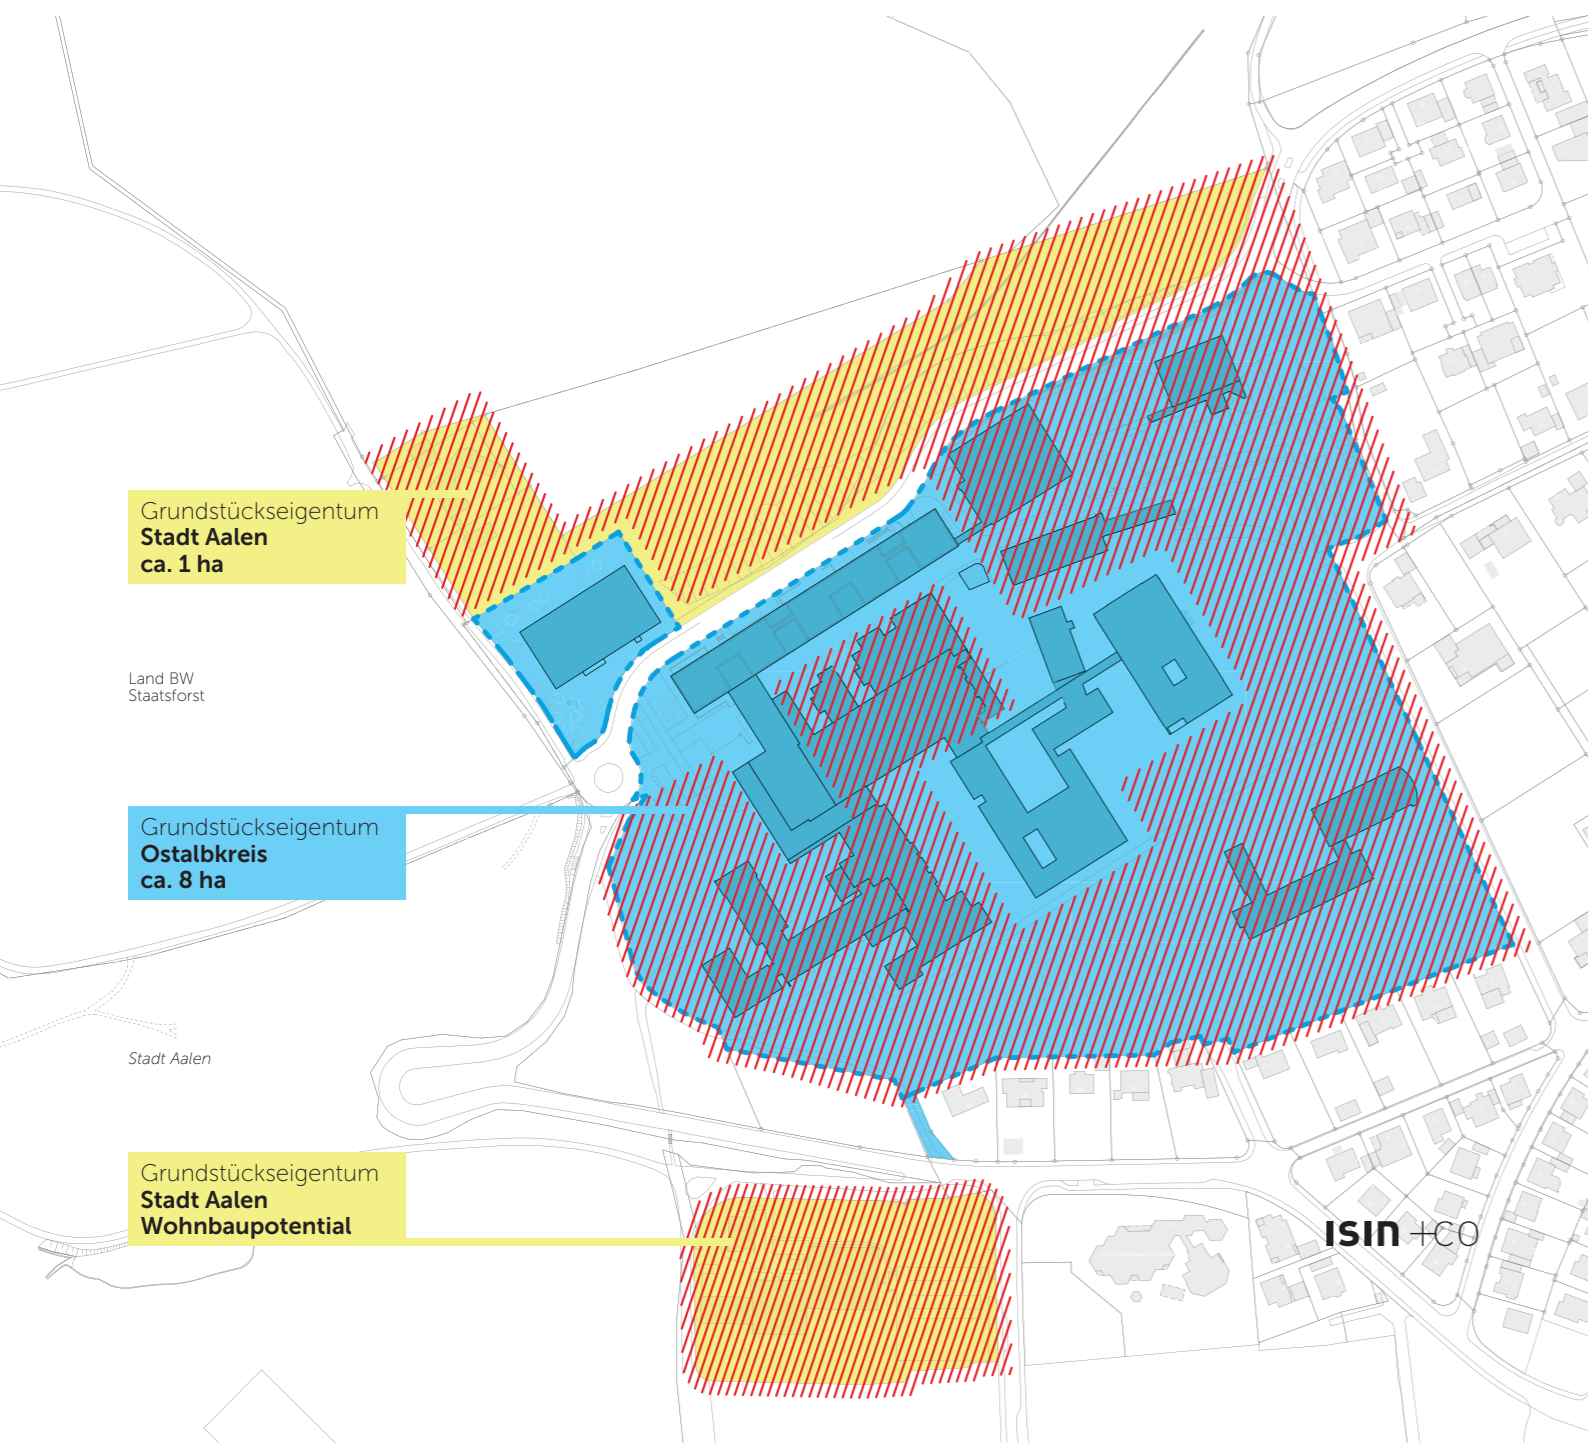 Grundstückseigentum
Stadt Aalen
ca. 1 ha
Land BW
Staatsforst
Grundstückseigentum
Ostalbkreis
ca. 8 ha
Stadt Aalen
Grundstückseigentum
Stadt Aalen
Wohnbaupotential
ISIN +CO